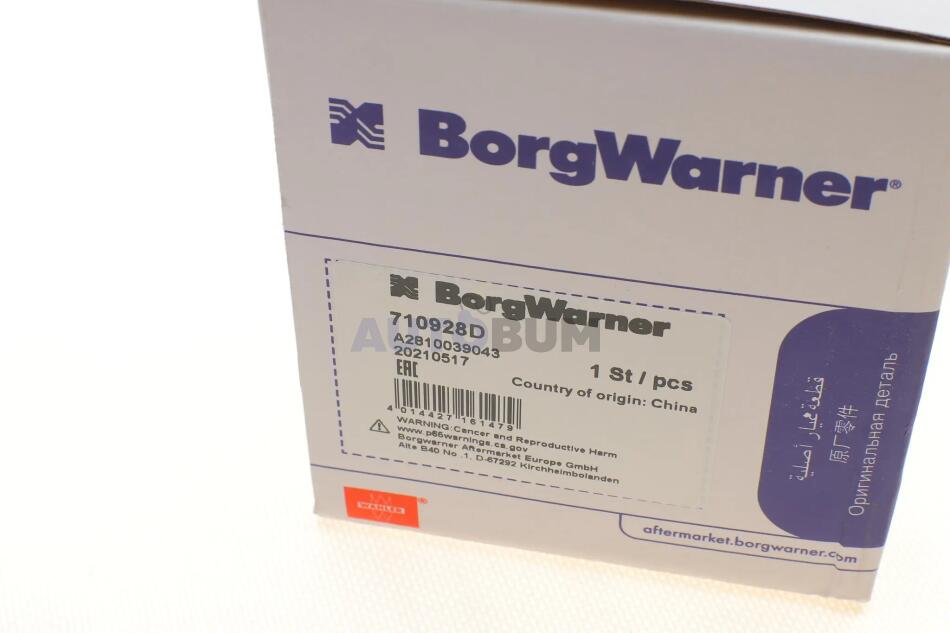 BorgWarner®
BorgWarner
710928D
AUTOBUM
A2810039043
20210517
EAC
1 St / pcs
Country of origin: China
4 014427 161479
WARNING:Cancer and Reproductive Harm
www.p65warnings.ca.gov
Borgwarner Aftermarket Europe GmbH
Alte B40 No .1, D-67292 Kirchheimbolanden
قطعة غيار أصلية
原厂零件
Оригинальная деталь
WAHLER®
aftermarket.borgwarner.com